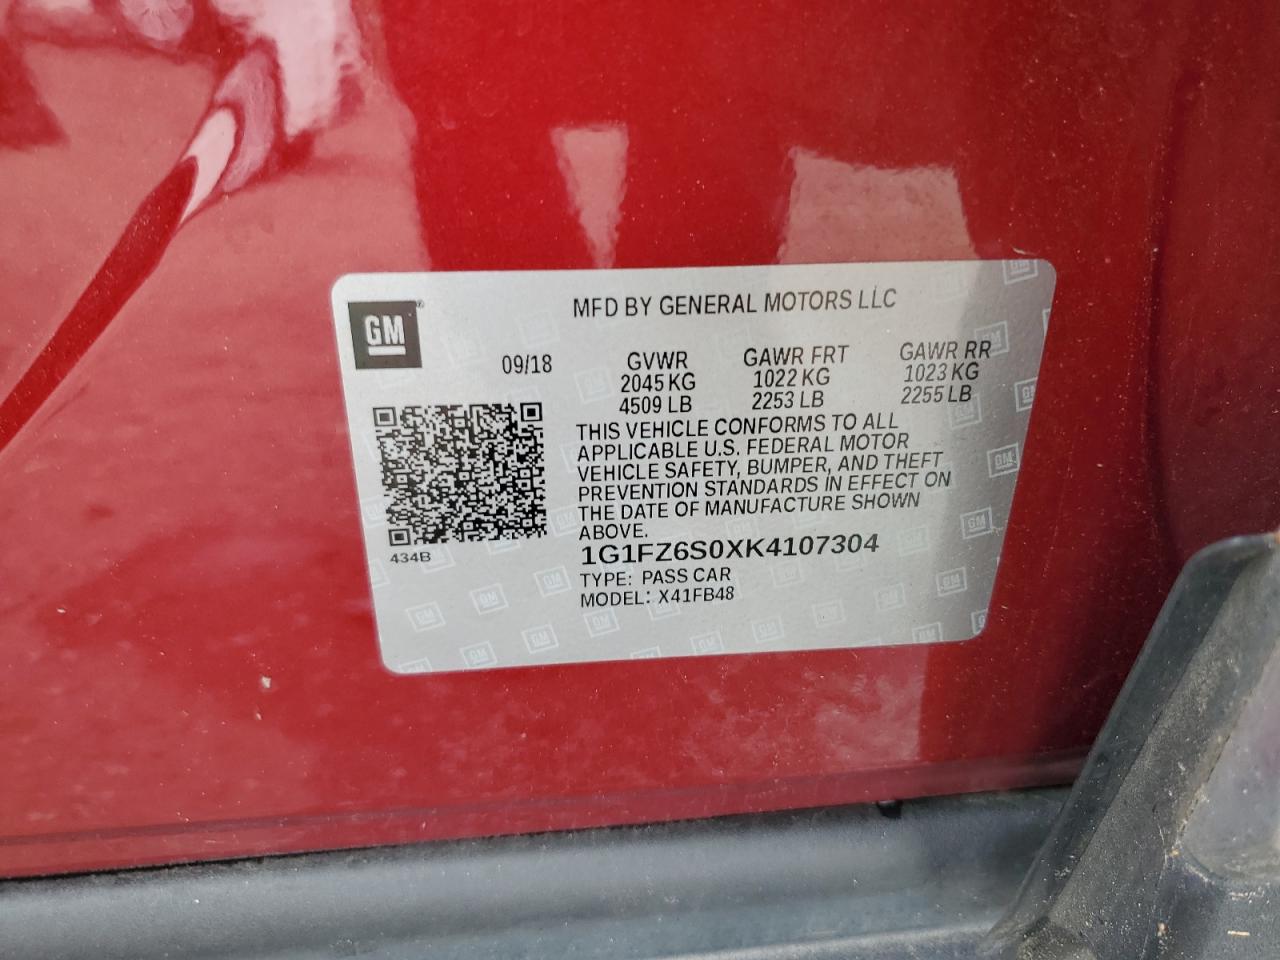 GM
MFD BY GENERAL MOTORS LLC
09/18
GVWR
2045 KG
4509 LB
GAWR FRT
1022 KG
2253 LB
GAWR RR
1023 KG
2255 LB
THIS VEHICLE CONFORMS TO ALL
APPLICABLE U.S. FEDERAL MOTOR
VEHICLE SAFETY, BUMPER, AND THEFT
PREVENTION STANDARDS IN EFFECT ON
THE DATE OF MANUFACTURE SHOWN
ABOVE.
434B
1G1FZ6S0XK4107304
TYPE: PASS CAR
MODEL: X41FB48